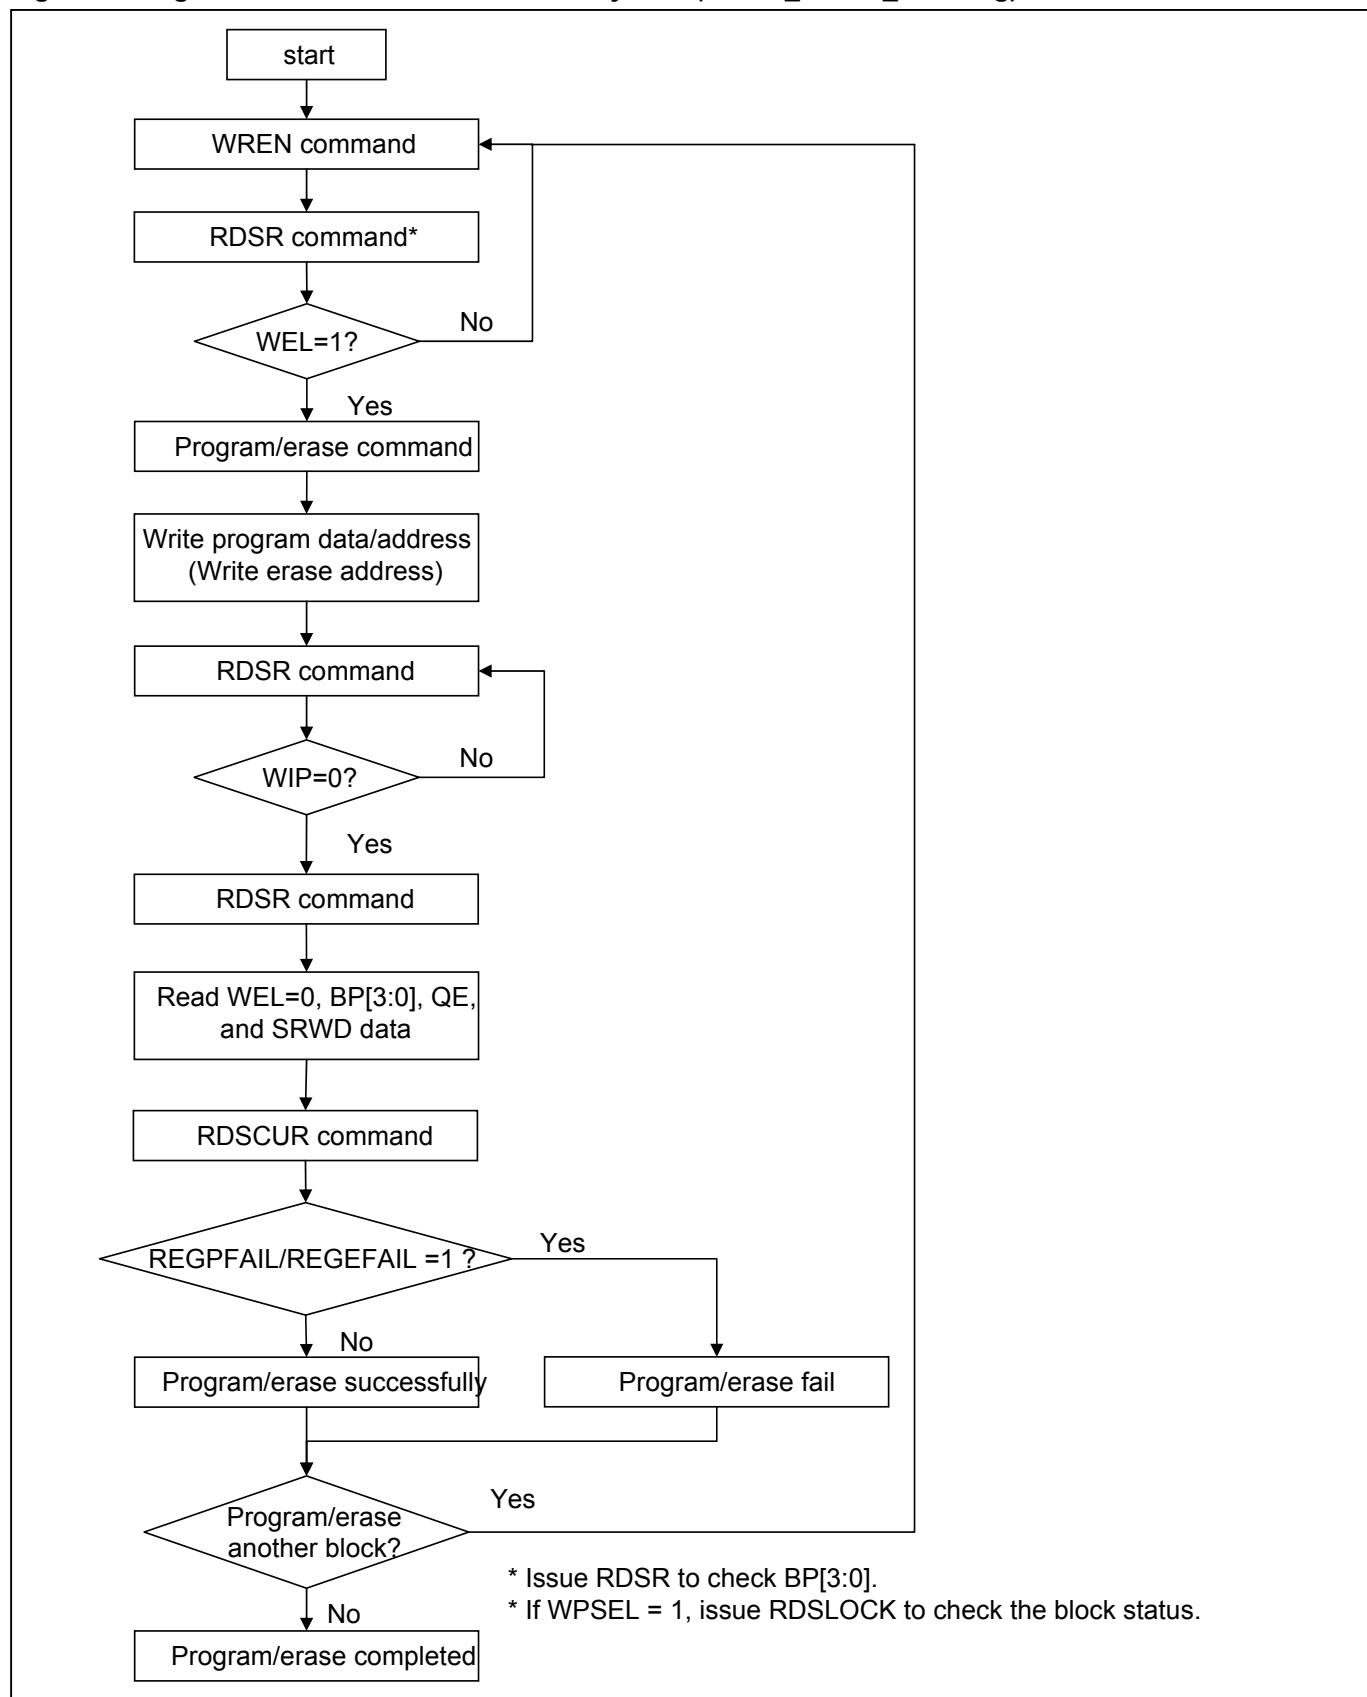 start
WREN command
RDSR command*
WEL=1?
No
Yes
Program/erase command
Write program data/address
(Write erase address)
RDSR command
WIP=0?
No
Yes
RDSR command
Read WEL=0, BP[3:0], QE,
and SRWD data
RDSCUR command
REGPFAIL/REGEFAIL =1 ?
Yes
No
Program/erase successfully
Program/erase fail
Program/erase
another block?
Yes
No
* Issue RDSR to check BP[3:0].
* If WPSEL = 1, issue RDSLOCK to check the block status.
Program/erase completed